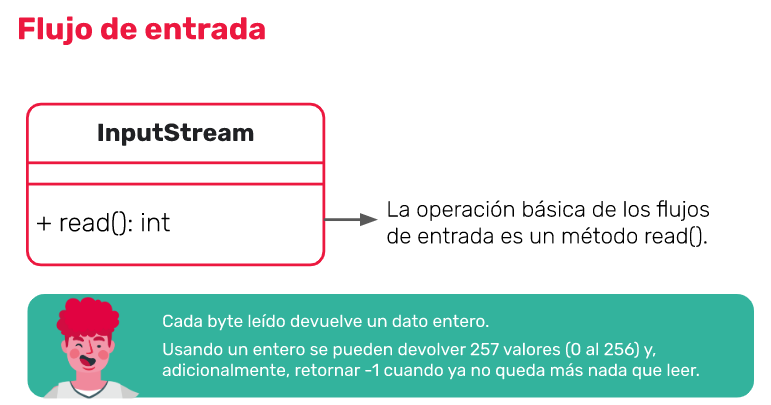 Flujo de entrada
InputStream
+ read(): int
La operación básica de los flujos
de entrada es un método read().
Cada byte leído devuelve un dato entero.
Usando un entero se pueden devolver 257 valores (0 al 256) y,
adicionalmente, retornar -1 cuando ya no queda más nada que leer.